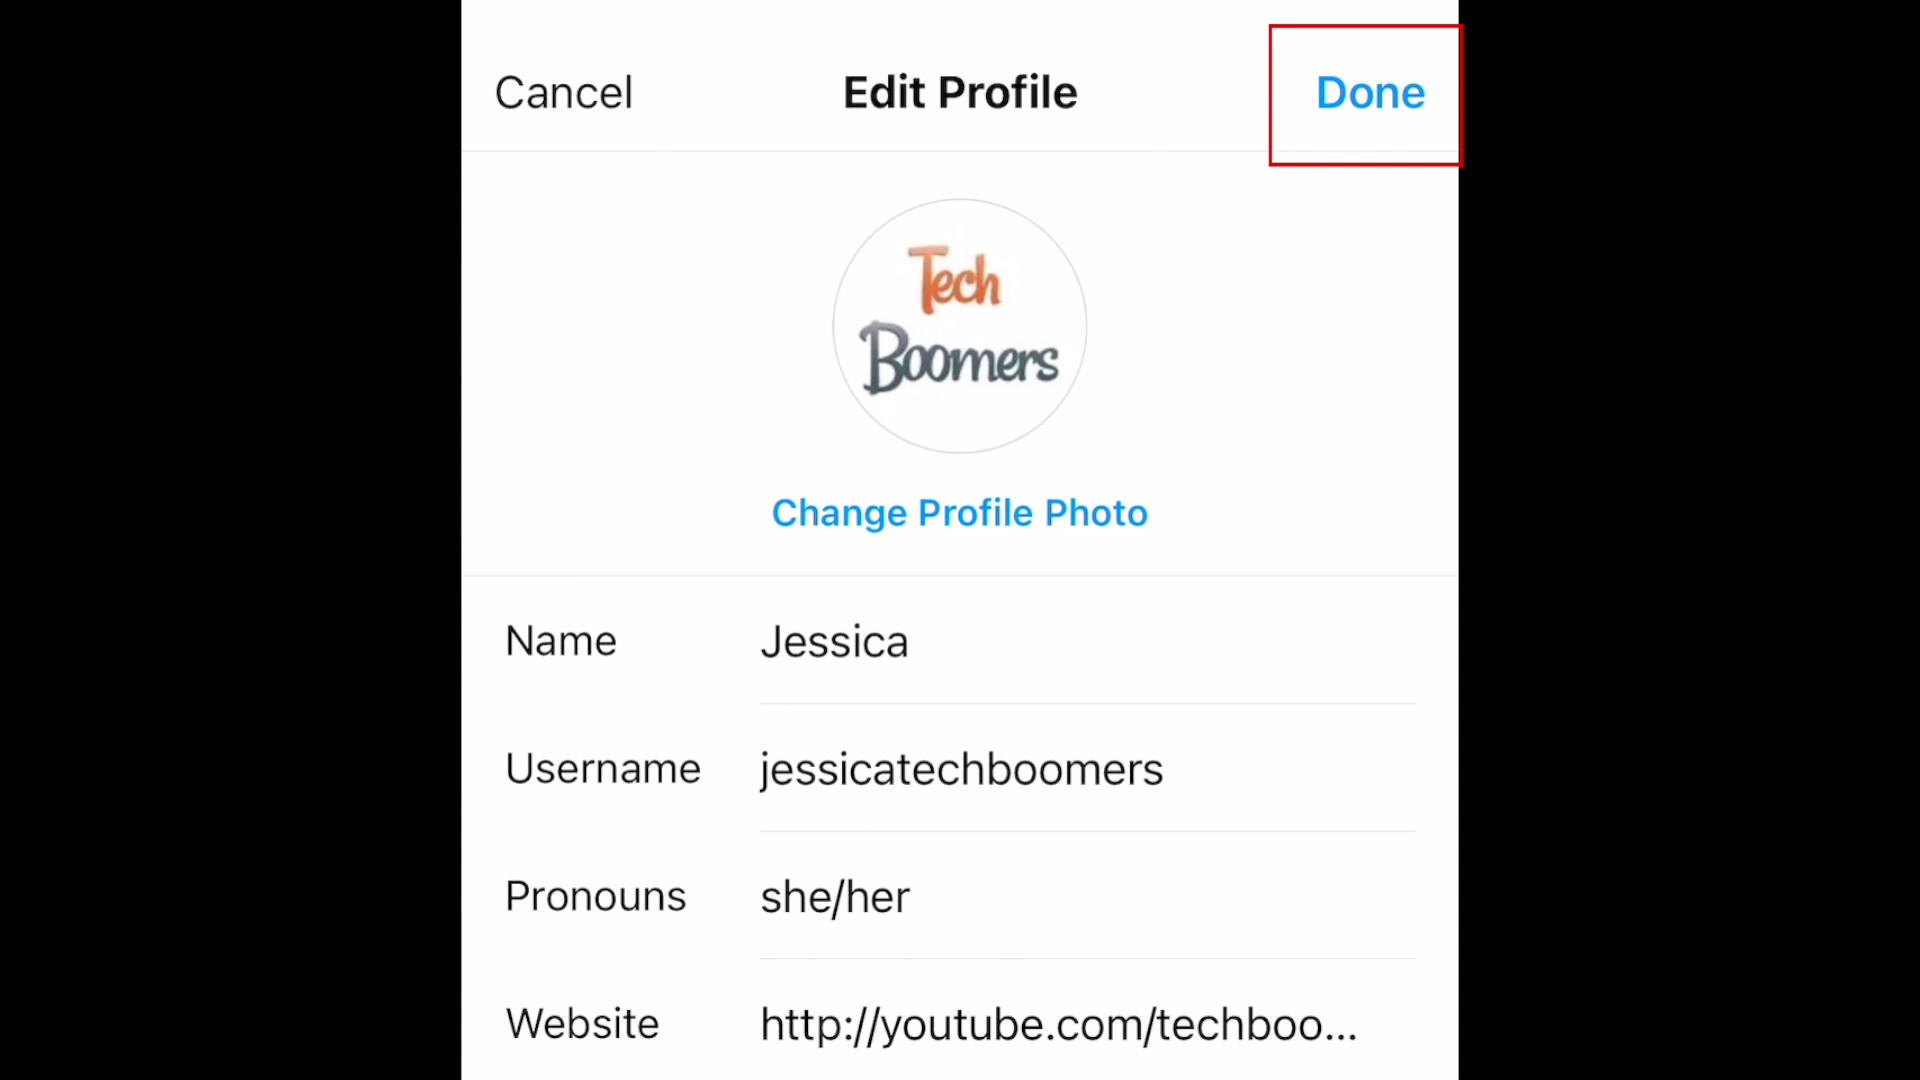 Cancel Edit Profile Done
Tech
Boomers
Change Profile Photo
Name Jessica
Username jessicatechboomers
Pronouns she/her
Website http://youtube.com/techboo...